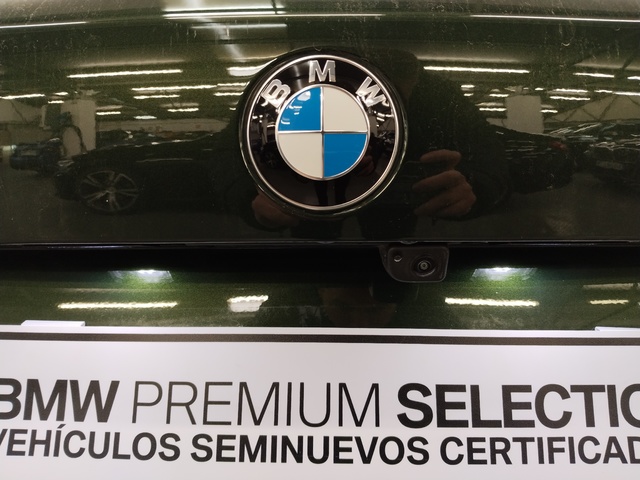 BMW
BMW PREMIUM SELECTIO
VEHÍCULOS SEMINUEVOS CERTIFICAD